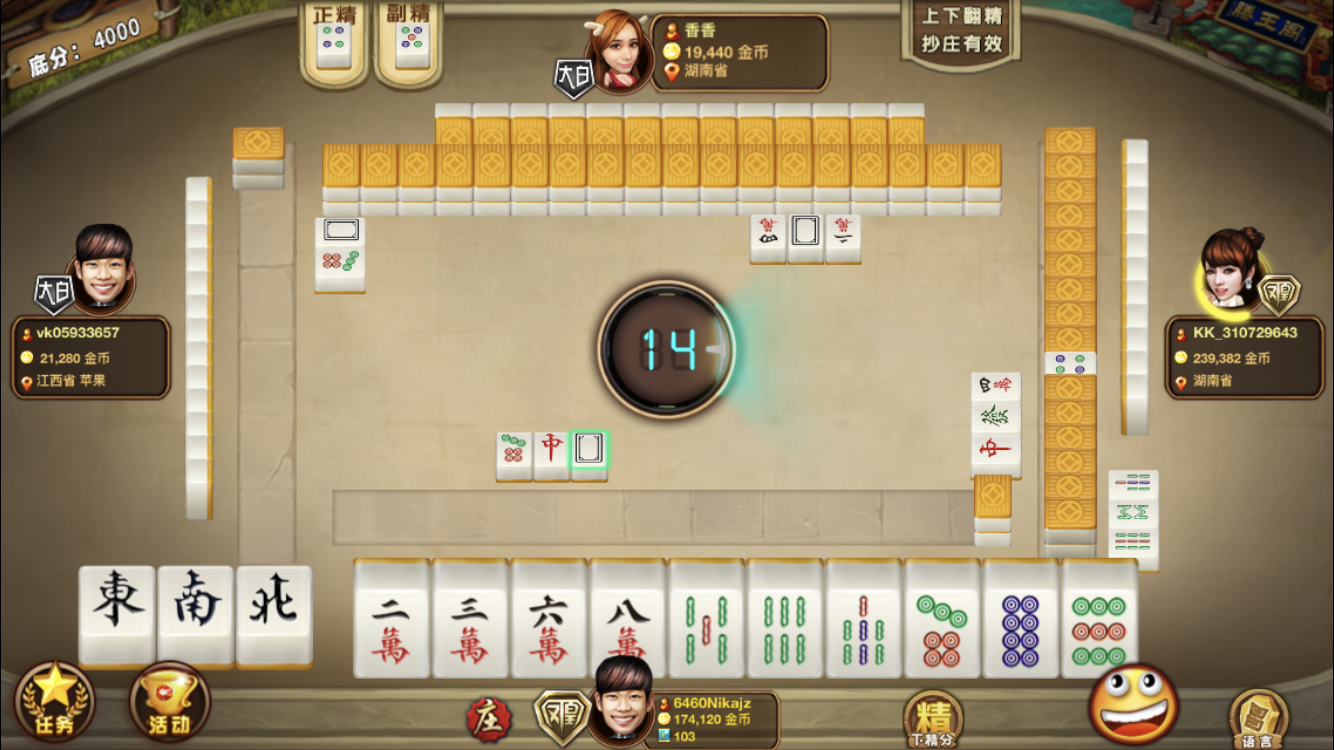 底分：4000
正精
副精
大白
香香
19,440 金币
湖南省
上下翻精
抄庄有效
滕王阁
大白
vk05933657
21,280 金币
江西省 苹果
KK_310729643
239,382 金币
湖南省
14
中
發
中
東
南
北
二萬
三萬
六萬
八萬
任务
活动
庄
6460Nikajz
174,120 金币
103
精
下精分
语言